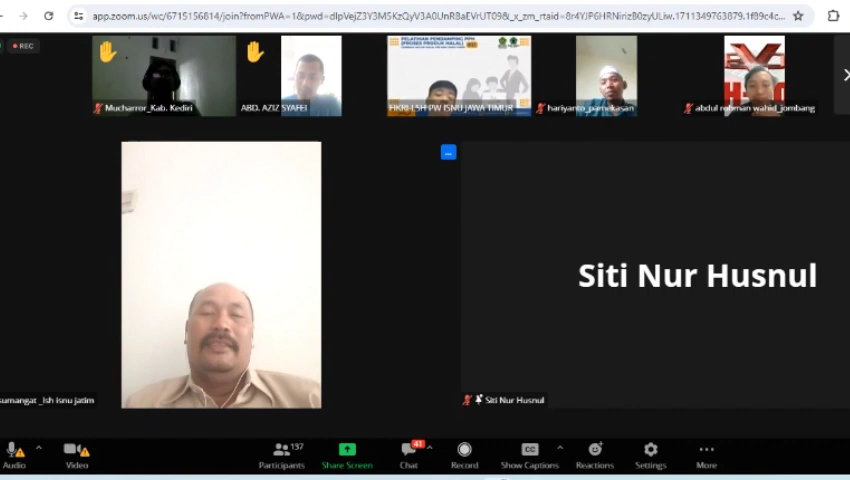 app.zoom.us/wc/6715156814/join?fromPWA=1&pwd=dlpVejZ3Y3M5KzQyV3A0UnRBaEVrUT09&_x_zm_rtaid=8r4YJP6HRNirizB0zyULiw.1711349763879.1f89c4c...
REC
PELATIHAN PENDAMPING PPH
(PROSES PRODUK HALAL)
Mucharror_Kab. Kediri
ABD. AZIZ SYAFEI
FIKRI-LSH PW ISNU JAWA TIMUR
hariyanto_pamekasan
abdul rohman wahid_jombang
Siti Nur Husnul
sumangat _lsh isnu jatim
Siti Nur Husnul
Audio
Video
Participants
137
Share Screen
Chat
41
Record
CC
Show Captions
Reactions
Settings
More